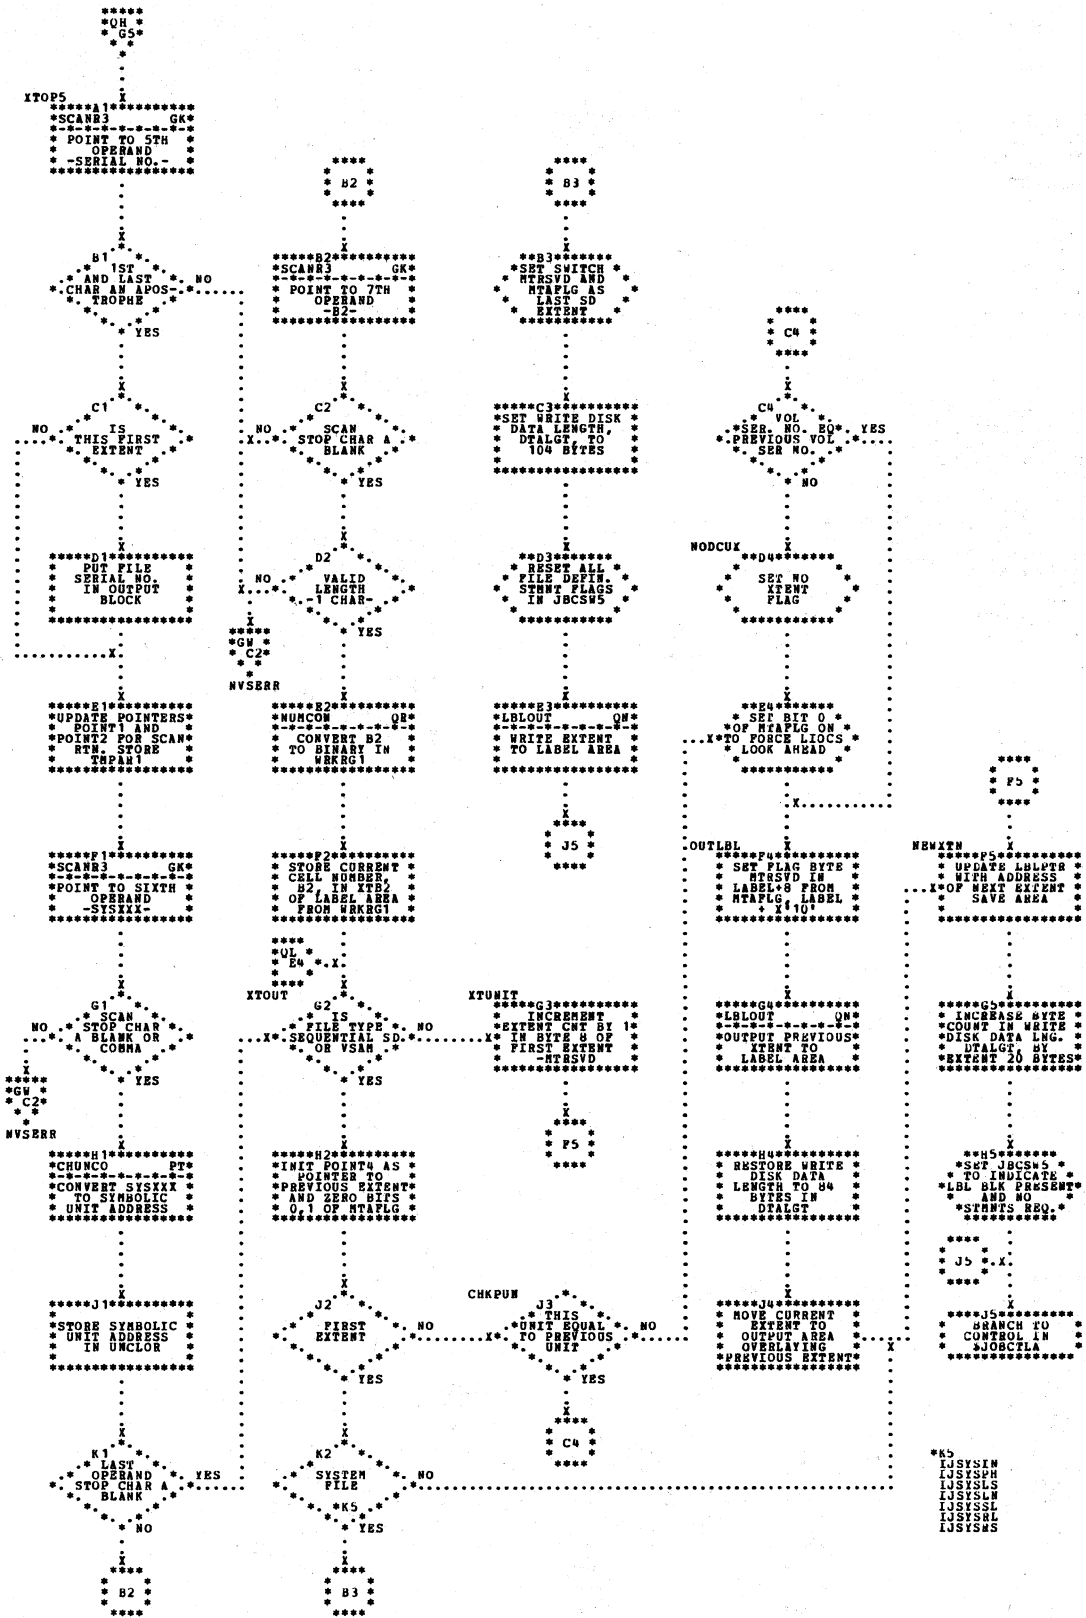 QH
G5
XTOP5
A1
SCANR3 GK
POINT TO 5TH
OPERAND
-SERIAL NO.-
B1
1ST
AND LAST
CHAR AN APOS-
TROPHE
NO
YES
C1
IS
THIS FIRST
EXTENT
NO
YES
D1
PUT FILE
SERIAL NO.
IN OUTPUT
BLOCK
E1
UPDATE POINTERS
POINT1 AND
POINT2 FOR SCAN
RTN. STORE
TMPAR1
F1
SCANR3 GK
POINT TO SIXTH
OPERAND
-SYSXXX-
G1
SCAN
STOP CHAR
A BLANK OR
COMMA
NO
YES
GW
C2
NVSERR
H1
CHUNCO PT
CONVERT SYSXXX
TO SYMBOLIC
UNIT ADDRESS
J1
STORE SYMBOLIC
UNIT ADDRESS
IN UNCLOR
K1
LAST
OPERAND
STOP CHAR A
BLANK
YES
NO
B2
B2
B2
SCANR3 GK
POINT TO 7TH
OPERAND
-B2-
C2
SCAN
STOP CHAR A
BLANK
NO
YES
D2
VALID
LENGTH
-1 CHAR-
NO
YES
GW
C2
NVSERR
E2
NUMCON QR
CONVERT B2
TO BINARY IN
WRKRG1
F2
STORE CURRENT
CELL NUMBER,
B2, IN XTB2
OF LABEL AREA
FROM WRKRG1
QL
E4
XTOUT
G2
IS
FILE TYPE
SEQUENTIAL SD
OR VSAM
NO
YES
H2
INIT POINT4 AS
POINTER TO
PREVIOUS EXTENT
AND ZERO BITS
0,1 OF MTAFLG
J2
FIRST
EXTENT
NO
YES
K2
SYSTEM
FILE
*K5
NO
YES
B3
B3
B3
SET SWITCH
MTRSVD AND
MTAFLG AS
LAST SD
EXTENT
C3
SET WRITE DISK
DATA LENGTH,
DTALGT, TO
104 BYTES
D3
RESET ALL
FILE DEFIN.
STMNT FLAGS
IN JBCSW5
E3
LBLOUT QN
WRITE EXTENT
TO LABEL AREA
J5
XTUNIT
G3
INCREMENT
EXTENT CNT BY 1
IN BYTE 8 OF
FIRST EXTENT
-MTRSVD
F5
CHKPUN
J3
THIS
UNIT EQUAL
TO PREVIOUS
UNIT
NO
YES
C4
C4
C4
VOL
SER. NO. EQ
PREVIOUS VOL
SER NO.
YES
NO
NODCUX
D4
SET NO
XTENT
FLAG
E4
SET BIT 0
OF MTAFLG ON
TO FORCE LIOCS
LOOK AHEAD
OUTLBL
F4
SET FLAG BYTE
MTRSVD IN
LABEL+8 FROM
MTAFLG, LABEL
+ X'10'
G4
LBLOUT QN
OUTPUT PREVIOUS
XTENT TO
LABEL AREA
H4
RESTORE WRITE
DISK DATA
LENGTH TO 84
BYTES IN
DTALGT
J4
MOVE CURRENT
EXTENT TO
OUTPUT AREA
OVERLAYING
PREVIOUS EXTENT
F5
NEWXTN
F5
UPDATE LBLPTR
WITH ADDRESS
OF NEXT EXTENT
SAVE AREA
G5
INCREASE BYTE
COUNT IN WRITE
DISK DATA LNG.
DTALGT, BY
EXTENT 20 BYTES
H5
SET JBCSW5
TO INDICATE
LBL BLK PRESENT
AND NO
STMNTS REQ.
J5
J5
BRANCH TO
CONTROL IN
$JOBCTLA
*K5
IJSYSIN
IJSYSPH
IJSYSLS
IJSYSLN
IJSYSSL
IJSYSRL
IJSYSRS